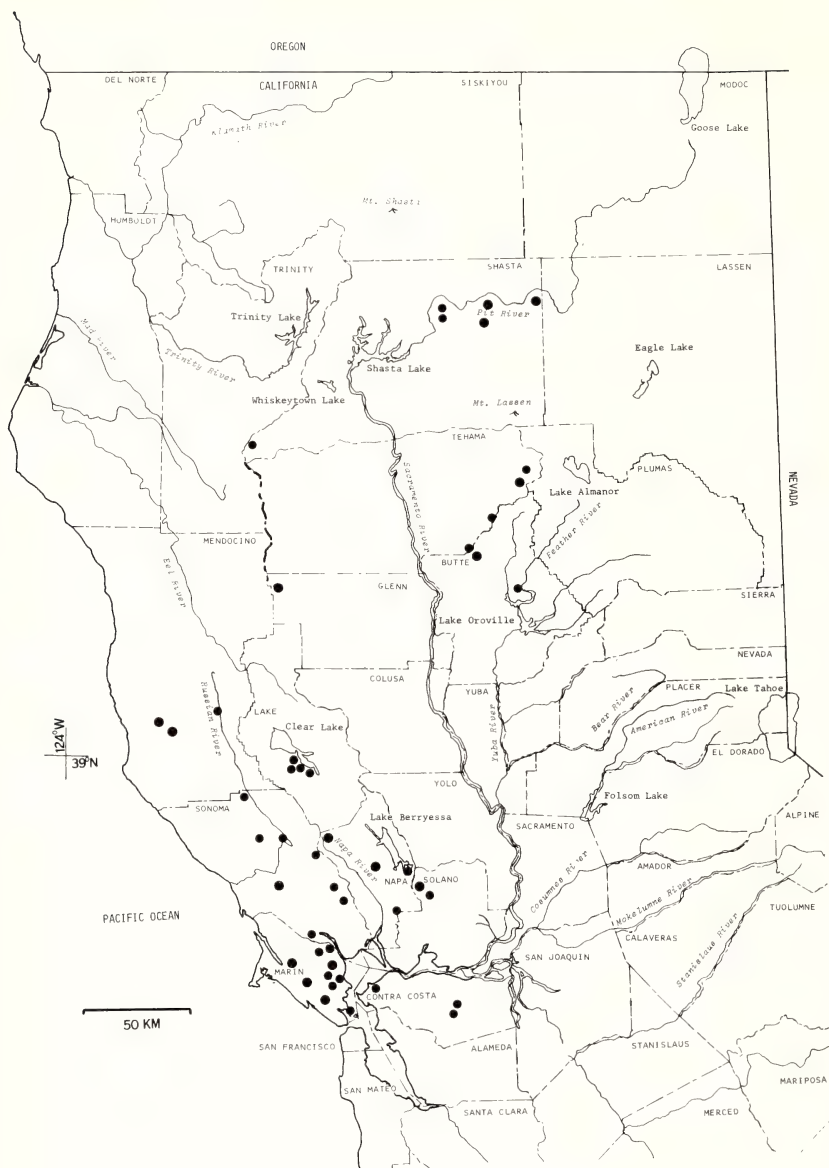 OREGON
DEL NORTE
CALIFORNIA
SISKIYOU
MODOC
Klamath River
Goose Lake
Mt. Shasta
HUMBOLDT
TRINITY
SHASTA
LASSEN
Trinity Lake
Pit River
Mad River
Trinity River
Eagle Lake
Shasta Lake
Whiskeytown Lake
Mt. Lassen
TEHAMA
Sacramento River
PLUMAS
Lake Almanor
NEVADA
Feather River
MENDOCINO
BUTTE
Eel River
GLENN
SIERRA
Lake Oroville
NEVADA
COLUSA
YUBA
PLACER
Lake Tahoe
Russian River
LAKE
Clear Lake
Yuba River
Bear River
American River
124°W
39°N
EL DORADO
YOLO
Folsom Lake
SONOMA
Lake Berryessa
SACRAMENTO
ALPINE
Napa River
AMADOR
NAPA
SOLANO
Cosumnes River
Mokelumne River
TUOLUMNE
PACIFIC OCEAN
CALAVERAS
Stanislaus River
SAN JOAQUIN
MARIN
CONTRA COSTA
50 KM
SAN FRANCISCO
ALAMEDA
STANISLAUS
SAN MATEO
MARIPOSA
SANTA CLARA
MERCED